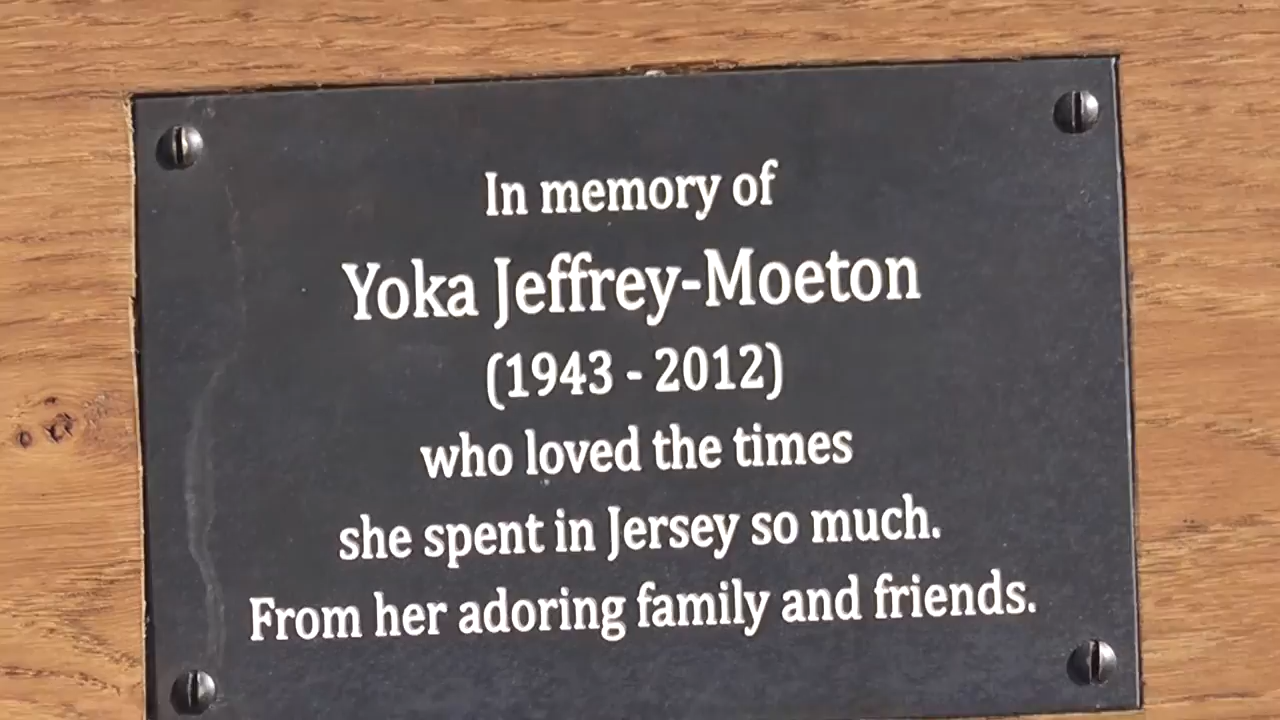 In memory of
Yoka Jeffrey-Moeton
(1943 - 2012)
who loved the times
she spent in Jersey so much.
From her adoring family and friends.